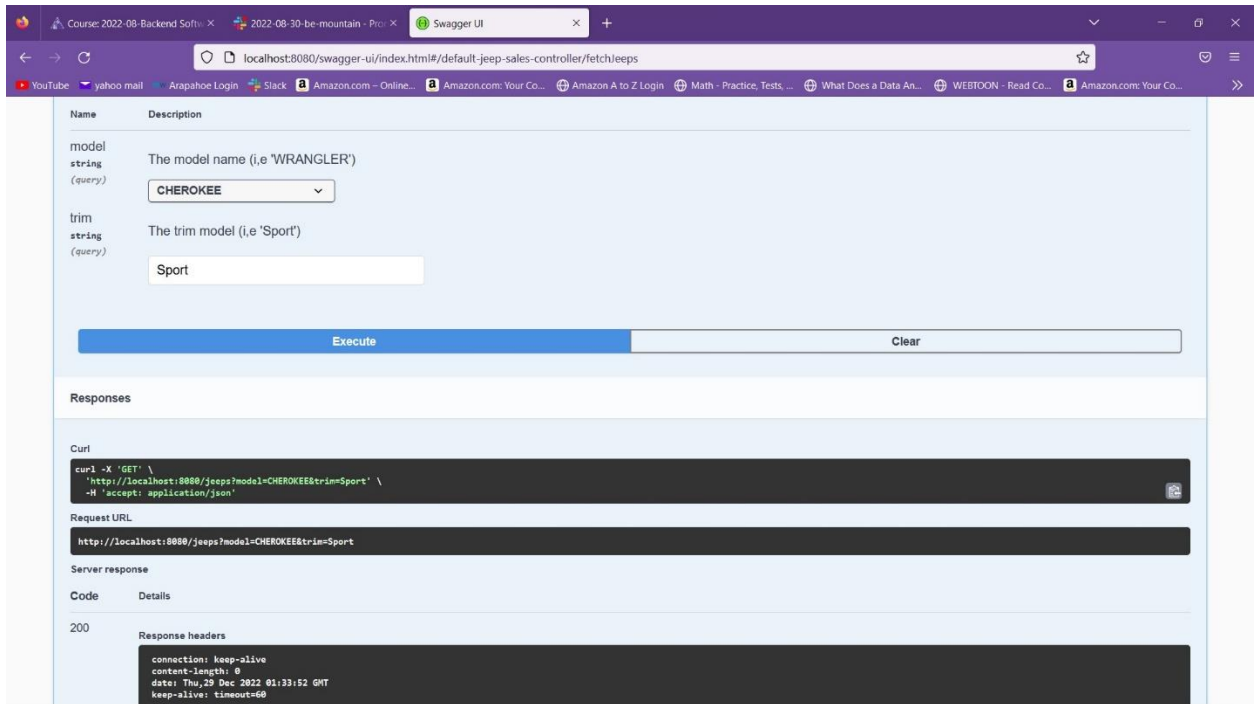 Course: 2022-08-Backend Softw
2022-08-30-be-mountain - Pror
Swagger UI
localhost:8080/swagger-ui/index.html#/default-jeep-sales-controller/fetchJeeps
YouTube yahoo mail Arapahoe Login Slack Amazon.com – Online... Amazon.com: Your Co... Amazon A to Z Login Math - Practice, Tests, ... What Does a Data An... WEBTOON - Read Co... Amazon.com: Your Co...
Name Description
model
string
(query)
The model name (i,e 'WRANGLER')
CHEROKEE
trim
string
(query)
The trim model (i,e 'Sport')
Sport
Execute Clear
Responses
Curl
curl -X 'GET' \
'http://localhost:8080/jeeps?model=CHEROKEE&trim=Sport' \
-H 'accept: application/json'
Request URL
http://localhost:8080/jeeps?model=CHEROKEE&trim=Sport
Server response
Code Details
200
Response headers
connection: keep-alive
content-length: 0
date: Thu,29 Dec 2022 01:33:52 GMT
keep-alive: timeout=60